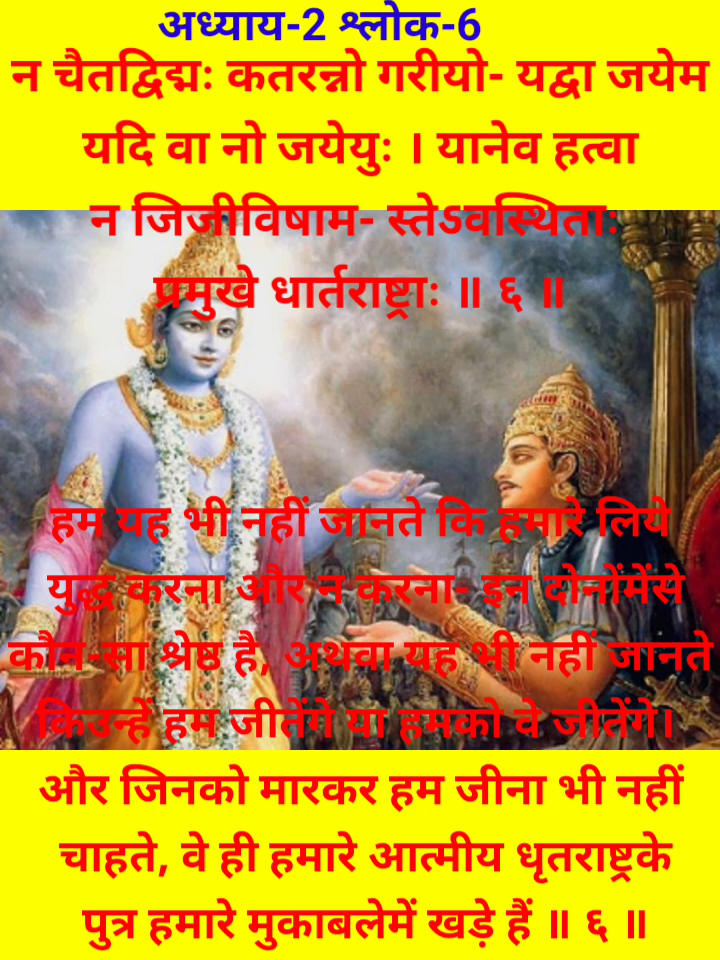 अध्याय-2 श्लोक-6
न चैतद्विद्मः कतरन्नो गरीयो- यद्वा जयेम
यदि वा नो जयेयुः । यानेव हत्वा
न जिजीविषाम- स्तेऽवस्थिताः
प्रमुखे धार्तराष्ट्राः ॥ ६ ॥
हम यह भी नहीं जानते कि हमारे लिये
युद्ध करना और न करना- इन दोनोंमेंसे
कौन-सा श्रेष्ठ है, अथवा यह भी नहीं जानते
किउन्हें हम जीतेंगे या हमको वे जीतेंगे।
और जिनको मारकर हम जीना भी नहीं
चाहते, वे ही हमारे आत्मीय धृतराष्ट्रके
पुत्र हमारे मुकाबलेमें खड़े हैं ॥ ६ ॥